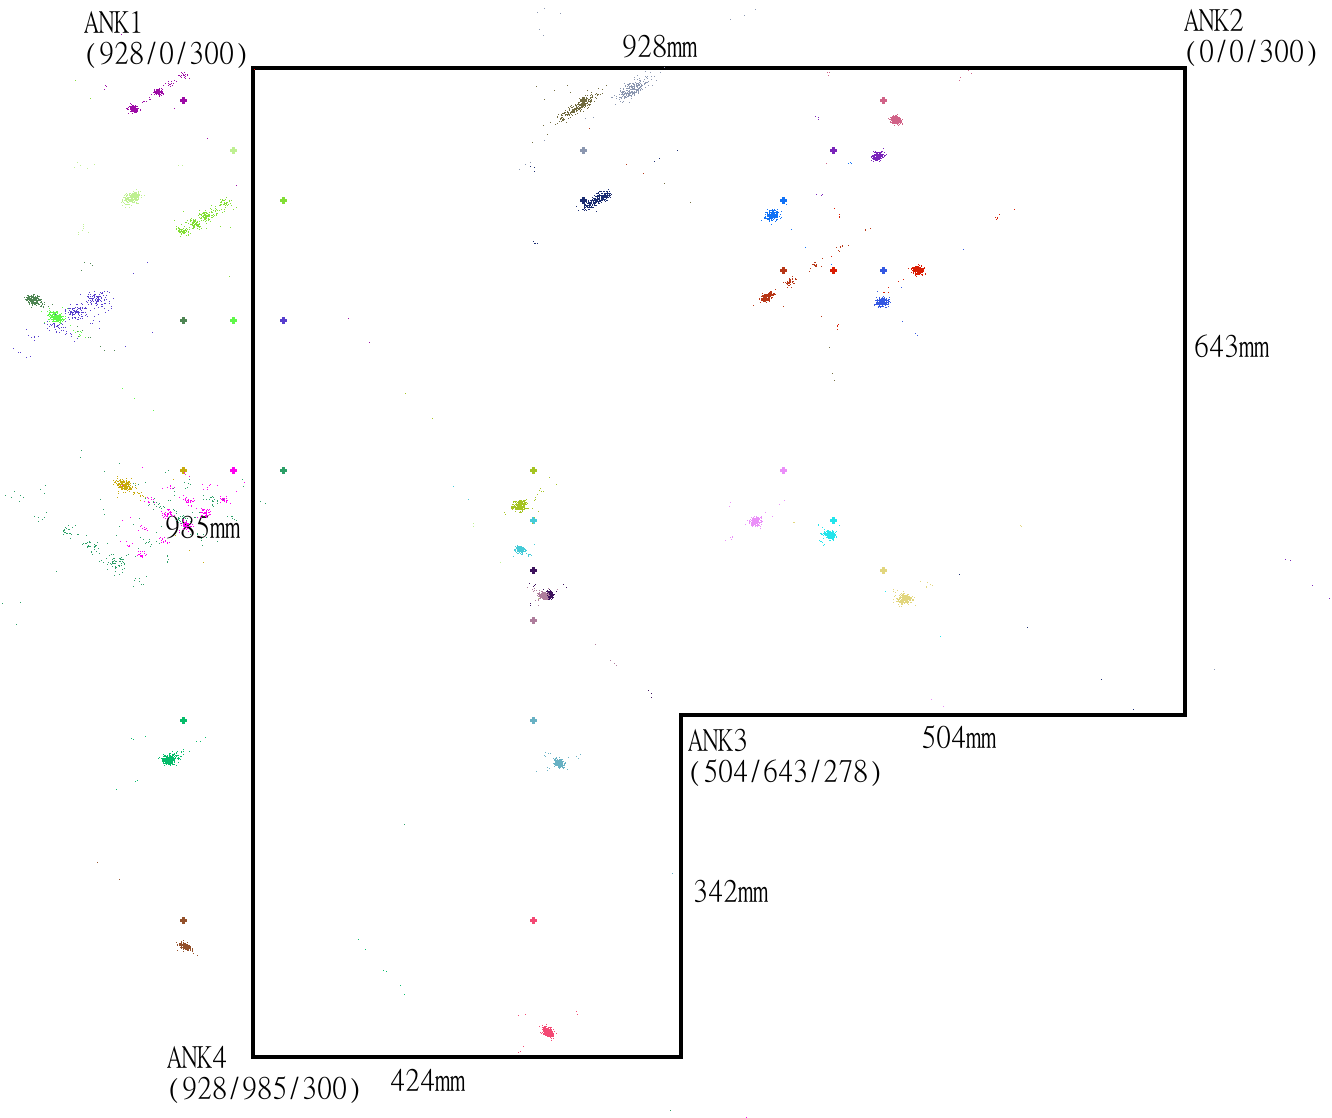 ANK1
(928/0/300)
928mm
ANK2
(0/0/300)
643mm
985mm
ANK3
(504/643/278)
504mm
342mm
ANK4
(928/985/300)
424mm